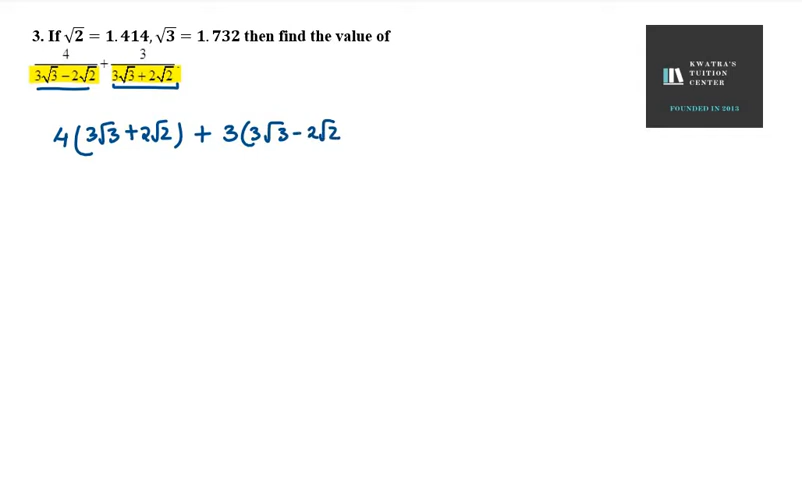 3. If √2 = 1.414, √3 = 1.732 then find the value of
4/(3√3 − 2√2) + 3/(3√3 + 2√2)
4(3√3 + 2√2) + 3(3√3 − 2√2
KWATRA'S
TUITION
CENTER
FOUNDED IN 2013